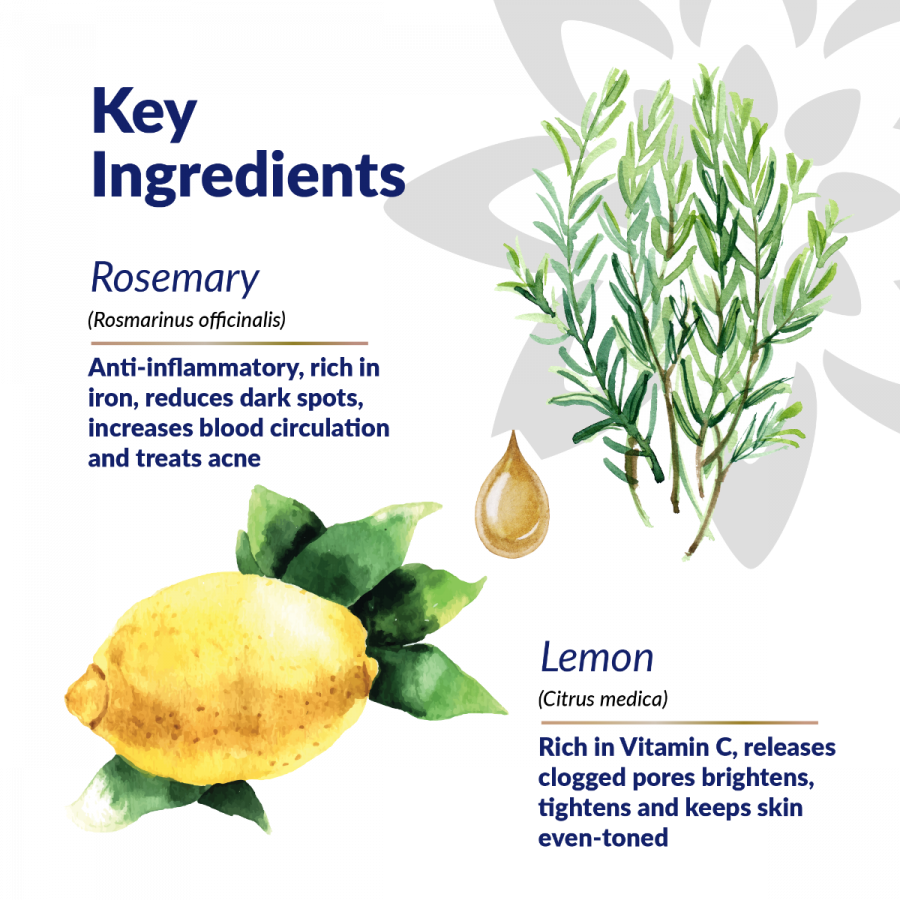 Key
Ingredients
Rosemary
(Rosmarinus officinalis)
Anti-inflammatory, rich in
iron, reduces dark spots,
increases blood circulation
and treats acne
Lemon
(Citrus medica)
Rich in Vitamin C, releases
clogged pores brightens,
tightens and keeps skin
even-toned